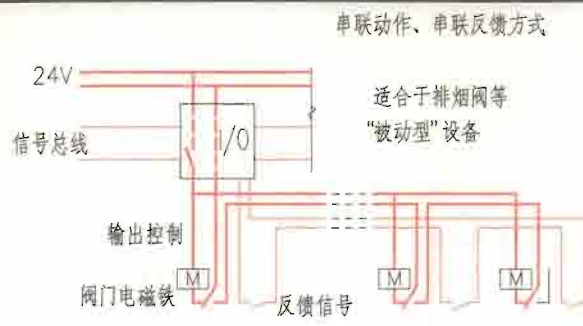 串联动作、串联反馈方式
24V
适合于排烟阀等
“被动型”设备
信号总线
I/O
输出控制
M
M
M
阀门电磁铁
反馈信号